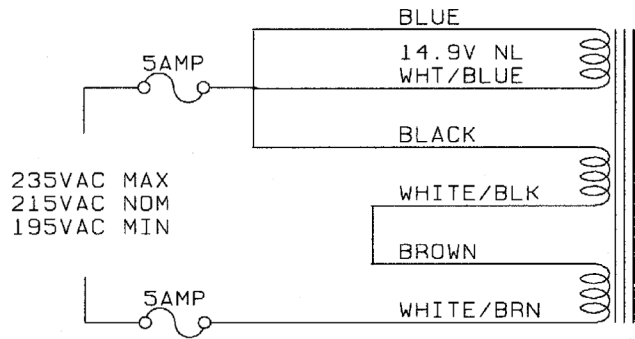 BLUE
14.9V NL
WHT/BLUE
5AMP
BLACK
235VAC MAX
215VAC NOM
195VAC MIN
WHITE/BLK
BROWN
5AMP
WHITE/BRN